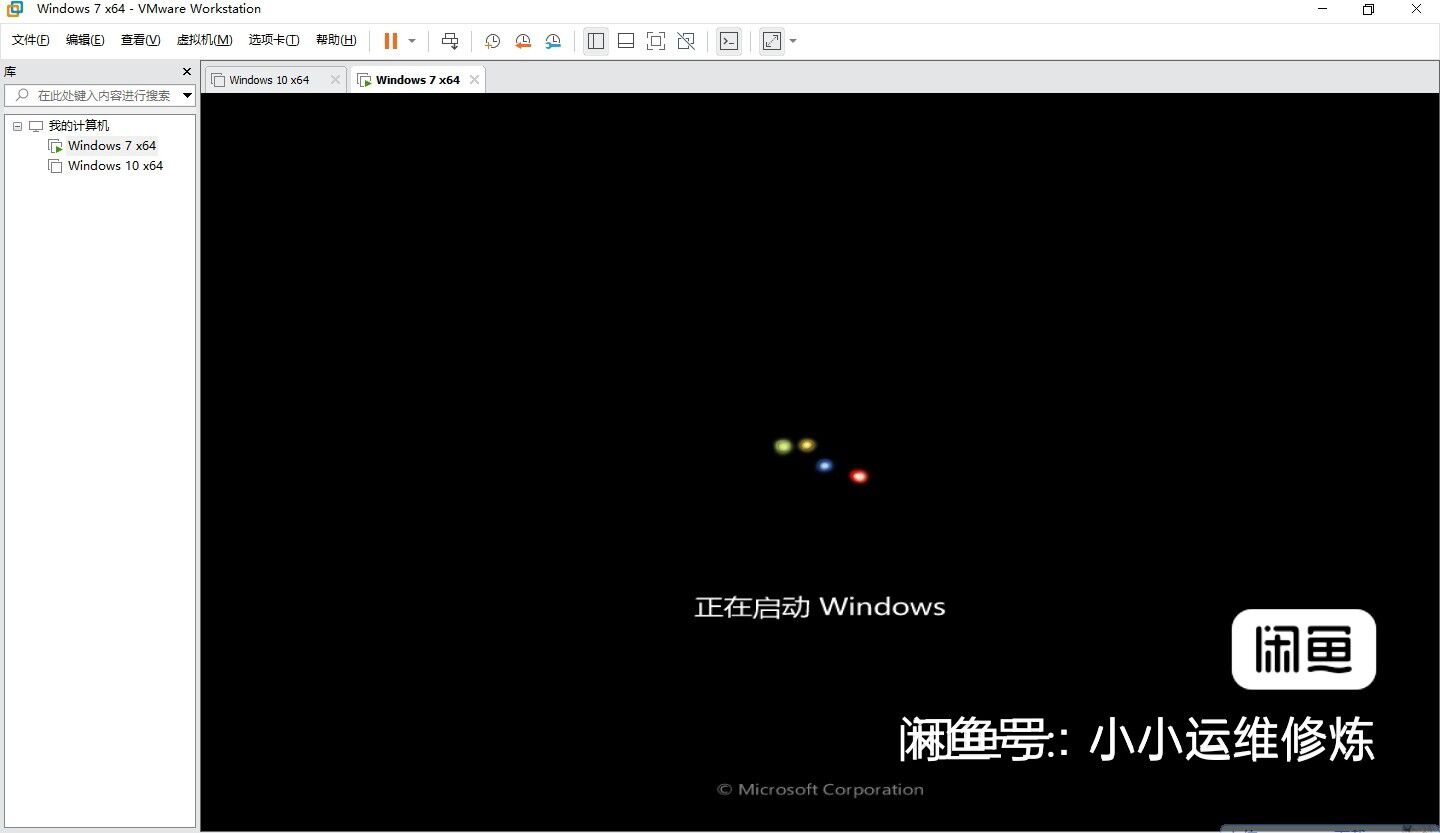 Windows 7 x64 - VMware Workstation
文件(F) 编辑(E) 查看(V) 虚拟机(M) 选项卡(T) 帮助(H)
库
在此处键入内容进行搜索
我的计算机
Windows 7 x64
Windows 10 x64
Windows 10 x64
Windows 7 x64
正在启动 Windows
闲鱼
闲鱼号：小小运维修炼
© Microsoft Corporation